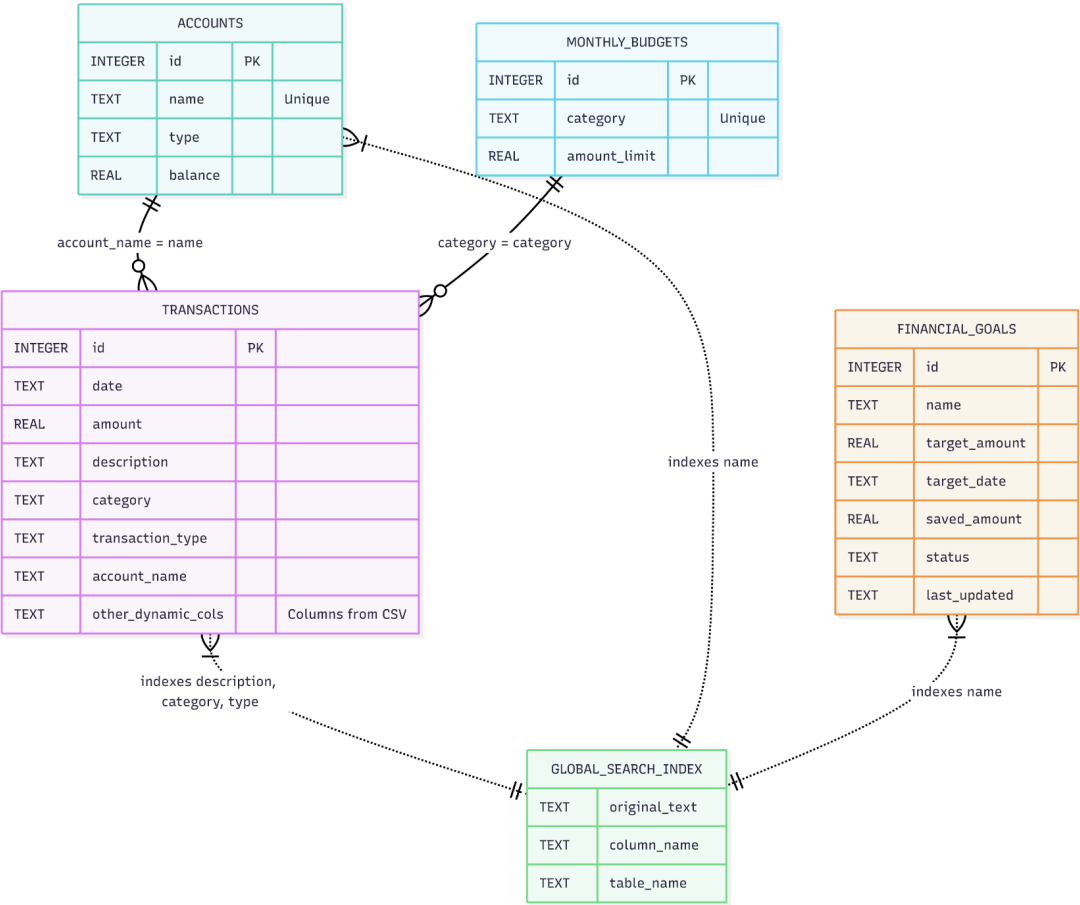 ACCOUNTS
INTEGER id PK
TEXT name Unique
TEXT type
REAL balance
MONTHLY_BUDGETS
INTEGER id PK
TEXT category Unique
REAL amount_limit
account_name = name
category = category
TRANSACTIONS
INTEGER id PK
TEXT date
REAL amount
TEXT description
TEXT category
TEXT transaction_type
TEXT account_name
TEXT other_dynamic_cols Columns from CSV
FINANCIAL_GOALS
INTEGER id PK
TEXT name
REAL target_amount
TEXT target_date
REAL saved_amount
TEXT status
TEXT last_updated
indexes name
indexes description,
category, type
indexes name
GLOBAL_SEARCH_INDEX
TEXT original_text
TEXT column_name
TEXT table_name